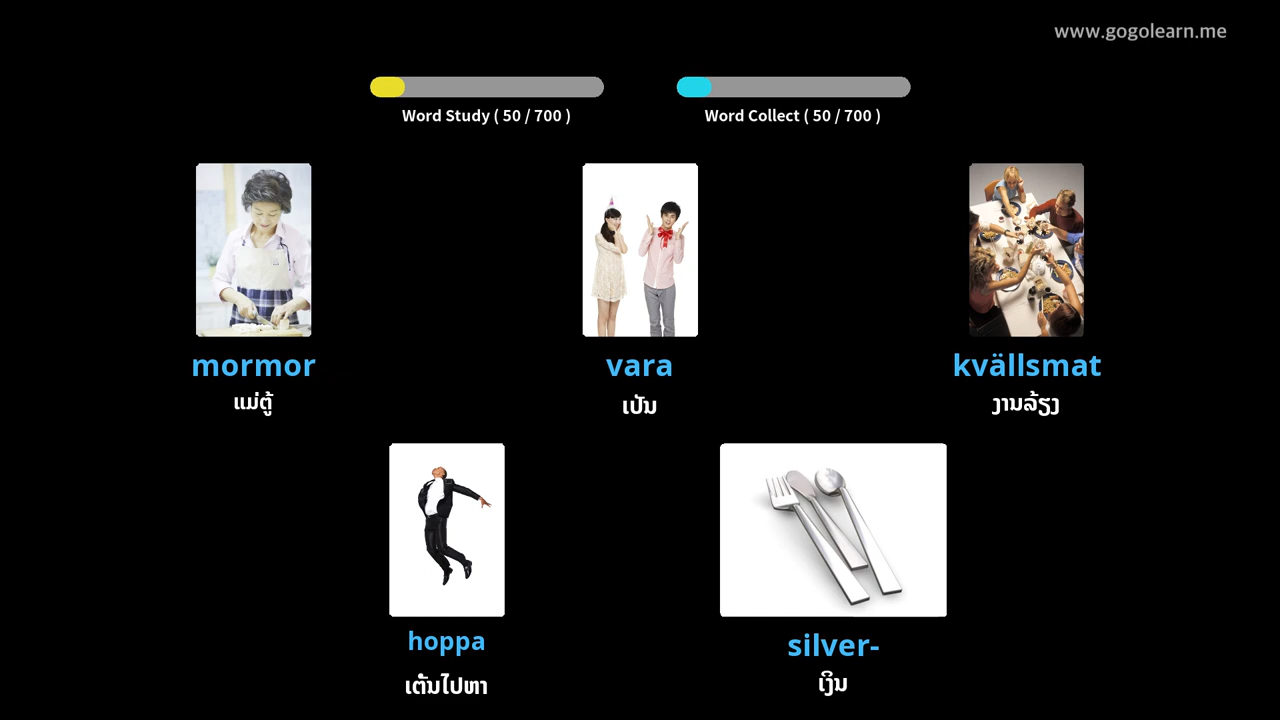 www.gogolearn.me
Word Study ( 50 / 700 )
Word Collect ( 50 / 700 )
mormor
ແມ່ຕູ້
vara
ເປັນ
kvällsmat
ງານລ້ຽງ
hoppa
ເຕັນໄປຫາ
silver-
ເງິນ